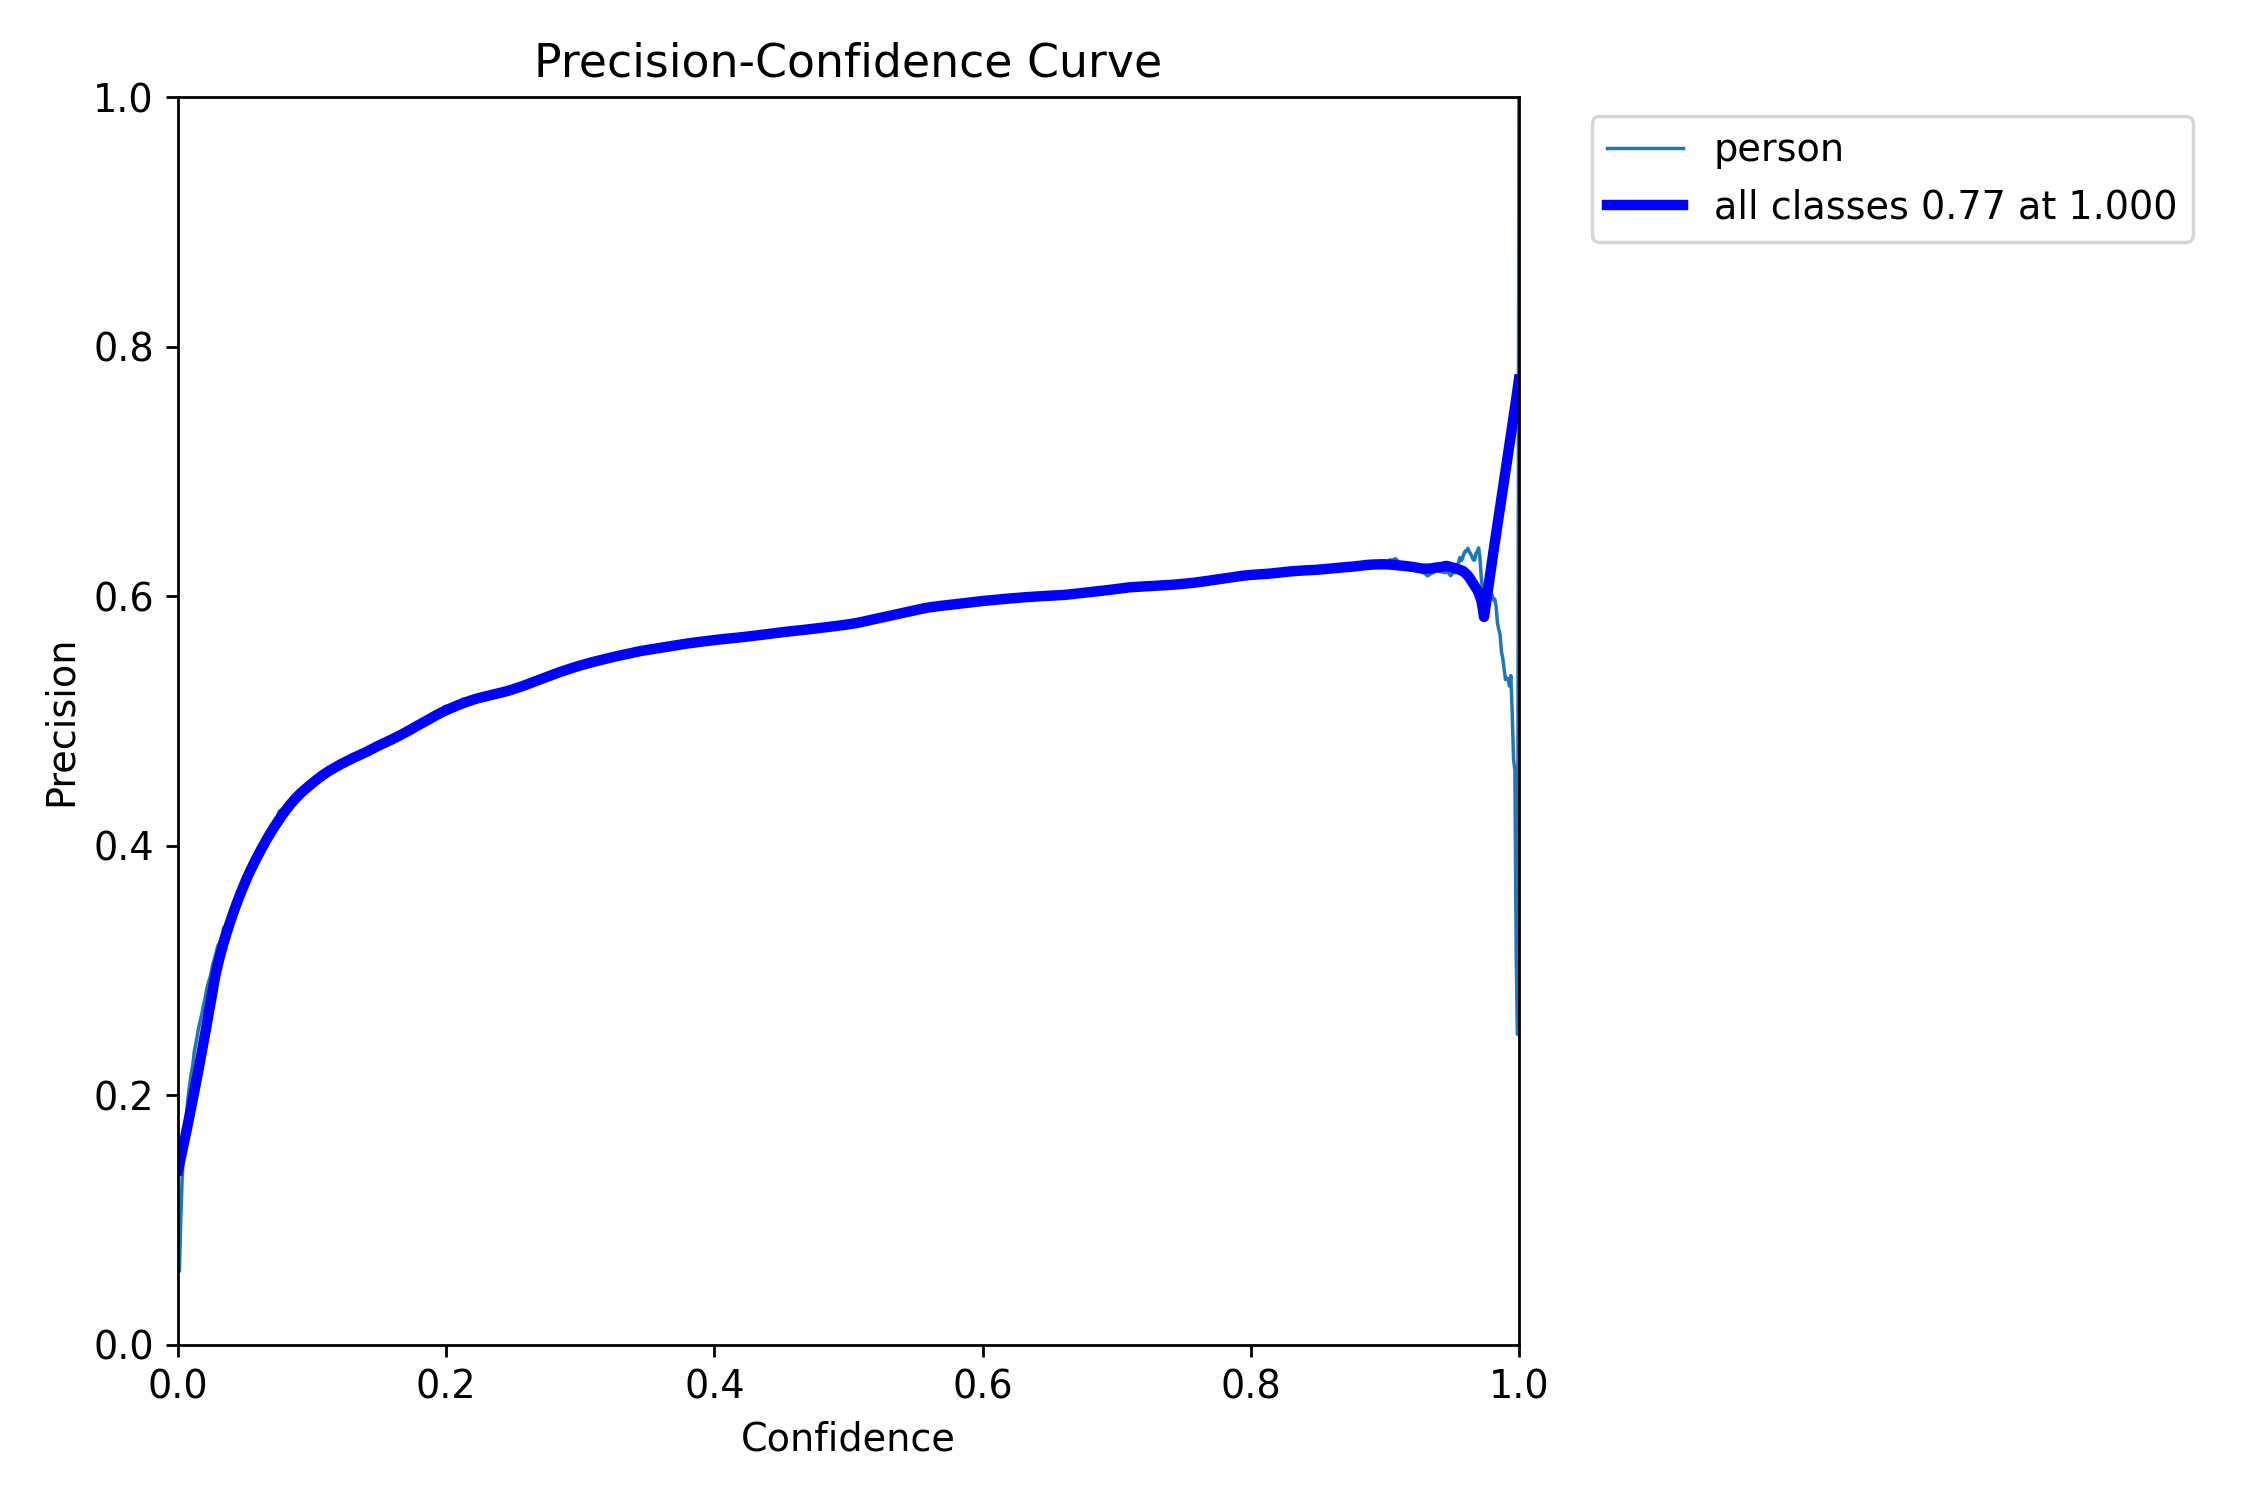 Precision-Confidence Curve
1.0
0.8
0.6
0.4
0.2
0.0
Precision
0.0 0.2 0.4 0.6 0.8 1.0
Confidence
person
all classes 0.77 at 1.000